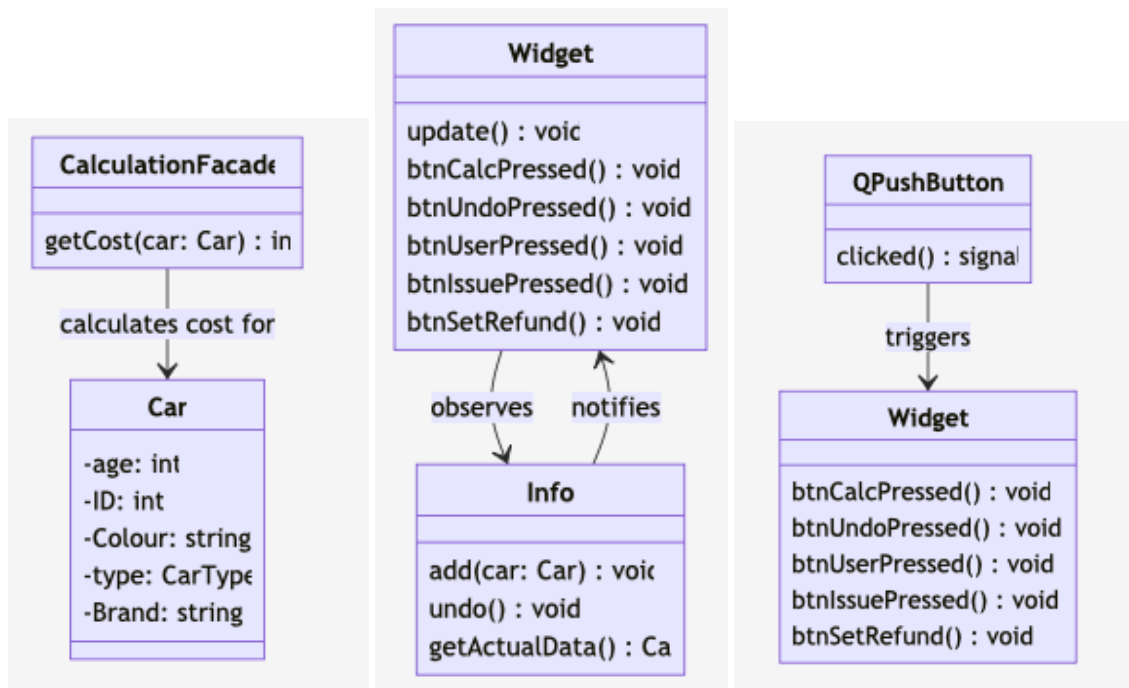 CalculationFacade
getCost(car: Car) : in
calculates cost for
Car
-age: int
-ID: int
-Colour: string
-type: CarType
-Brand: string
Widget
update() : void
btnCalcPressed() : void
btnUndoPressed() : void
btnUserPressed() : void
btnIssuePressed() : void
btnSetRefund() : void
observes
notifies
Info
add(car: Car) : void
undo() : void
getActualData() : Ca
QPushButton
clicked() : signal
triggers
Widget
btnCalcPressed() : void
btnUndoPressed() : void
btnUserPressed() : void
btnIssuePressed() : void
btnSetRefund() : void